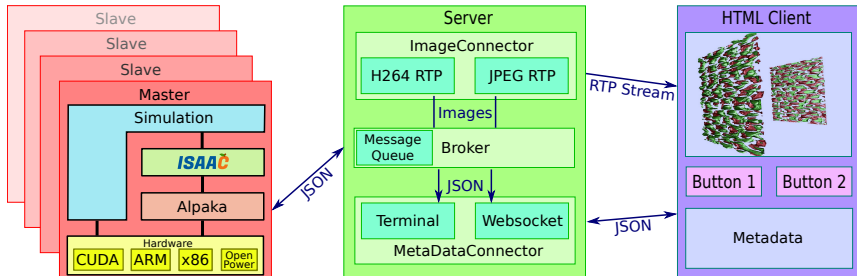 Slave
Slave
Slave
Master
Simulation
ISAAČ
Alpaka
Hardware
CUDA
ARM
x86
Open
Power
JSON
Server
ImageConnector
H264 RTP
JPEG RTP
Images
Message
Queue
Broker
JSON
Terminal
Websocket
MetaDataConnector
RTP Stream
JSON
HTML Client
Button 1
Button 2
Metadata